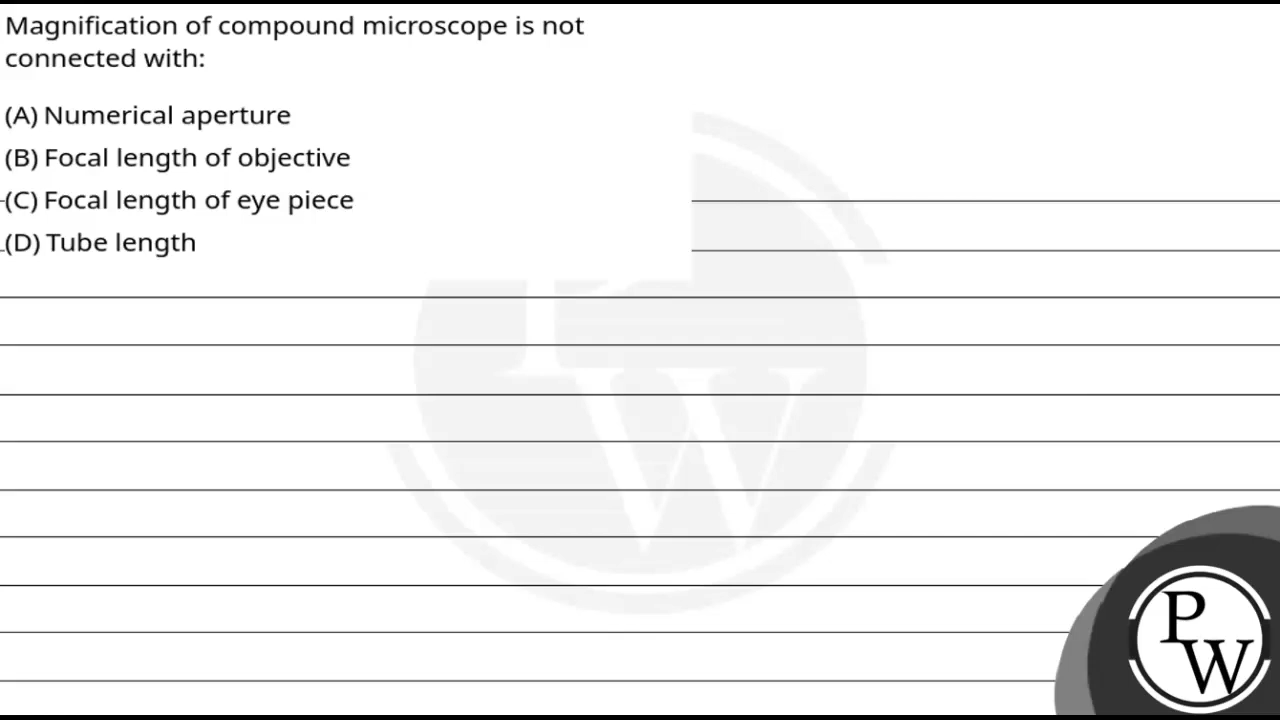 Magnification of compound microscope is not
connected with:
(A) Numerical aperture
(B) Focal length of objective
(C) Focal length of eye piece
(D) Tube length
PW